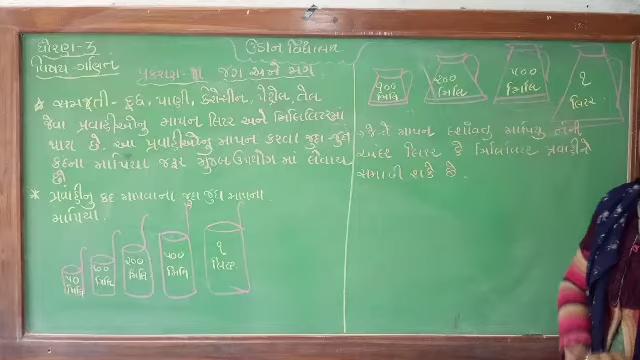 ધોરણ-૩
ઉડાન વિદ્યાલય
વિષય-ગણિત
પ્રકરણ-૧૧ જગ અને મગ
* સમજૂતી - દૂધ, પાણી, કેરોસીન, પેટ્રોલ, તેલ
જેવા પ્રવાહીઓનું માપન લિટર અને મિલિલિટરમાં
થાય છે. આ પ્રવાહીઓનું માપન કરવા જુદા જુદા
કદના માપિયા જરૂર મુજબ ઉપયોગ માં લેવાય
છે
* પ્રવાહીનું કદ માપવાના જુદા જુદા માપના
માપિયા
૫૦ મિલિ
૧૦૦ મિલિ
૨૦૦ મિલિ
૫૦૦ મિલિ
૧ લિટર
૧૦૦ મિલિ
૨૦૦ મિલિ
૫૦૦ મિલિ
૧ લિટર
જે તે માપન દર્શાવતુ માપિયુ તેની
અંદર લિટર કે મિલિલિટર પ્રવાહીને
સમાવી શકે છે.